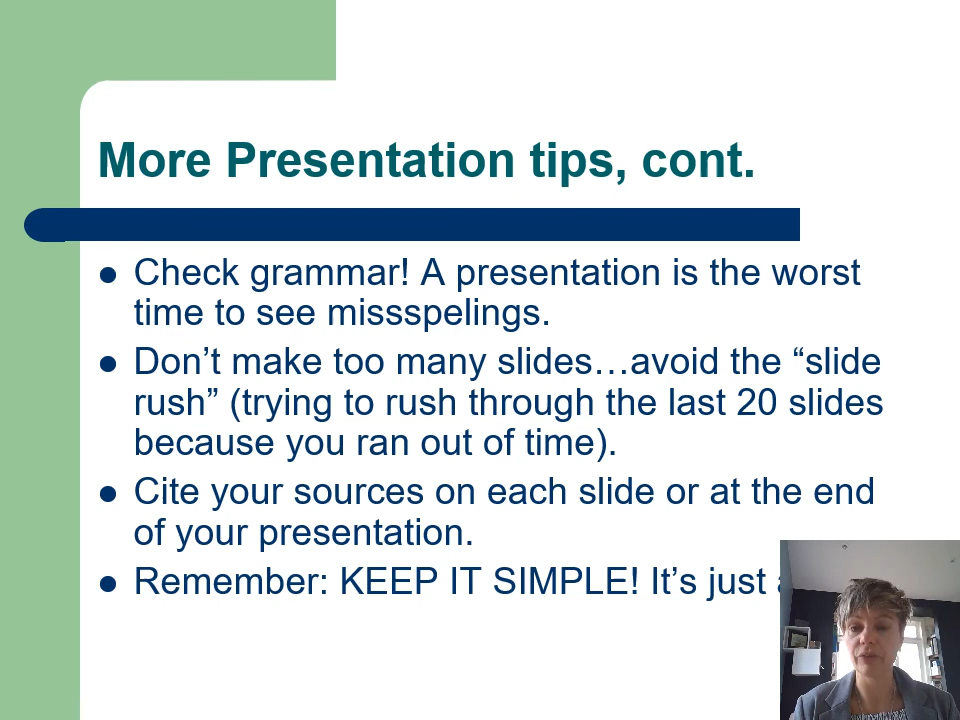 More Presentation tips, cont.
Check grammar! A presentation is the worst
time to see missspelings.
Don’t make too many slides…avoid the “slide
rush” (trying to rush through the last 20 slides
because you ran out of time).
Cite your sources on each slide or at the end
of your presentation.
Remember: KEEP IT SIMPLE! It’s just